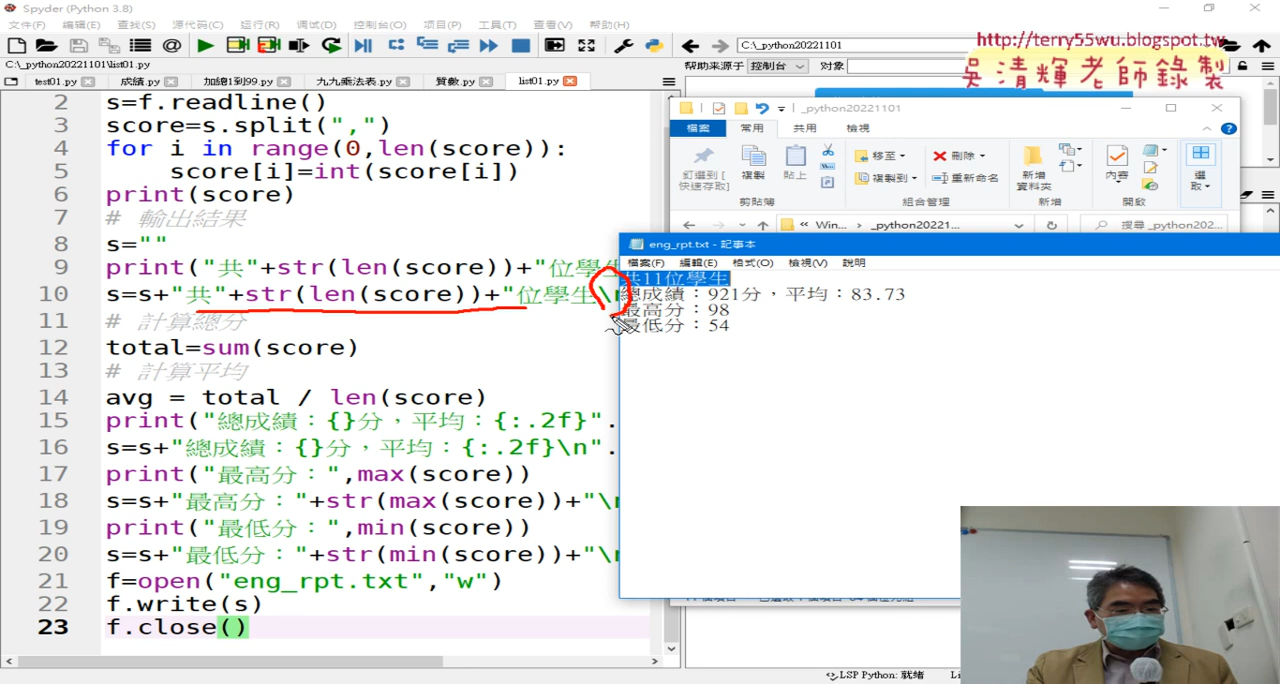 Spyder (Python 3.8)
文件(F) 编辑(E) 查找(S) 源代码(C) 运行(R) 调试(D) 控制台(O) 项目(P) 工具(T) 查看(V) 帮助(H)
C:\_python20221101
http://terry55wu.blogspot.tw
吳清輝老師錄製
C:\_python20221101\list01.py
帮助来源于 控制台 对象
test01.py 成績.py 加總1到99.py 九九乘法表.py 質數.py list01.py
2 s=f.readline()
3 score=s.split(",")
4 for i in range(0,len(score)):
5 score[i]=int(score[i])
6 print(score)
7 # 輸出結果
8 s=""
9 print("共"+str(len(score))+"位學生
10 s=s+"共"+str(len(score))+"位學生\n
11 # 計算總分
12 total=sum(score)
13 # 計算平均
14 avg = total / len(score)
15 print("總成績：{}分，平均：{:.2f}".
16 s=s+"總成績：{}分，平均：{:.2f}\n".
17 print("最高分：",max(score))
18 s=s+"最高分："+str(max(score))+"\n
19 print("最低分：",min(score))
20 s=s+"最低分："+str(min(score))+"\n
21 f=open("eng_rpt.txt","w")
22 f.write(s)
23 f.close()
_python20221101
檔案 常用 共用 檢視
釘選到 [快速存取]
複製
貼上
移至
複製到
刪除
重新命名
新增資料夾
內容
選取
剪貼簿 組合管理 新增 開啟
« Win... › _python20221...
搜尋 _python202...
eng_rpt.txt - 記事本
檔案(F) 編輯(E) 格式(O) 檢視(V) 說明
共11位學生
總成績：921分，平均：83.73
最高分：98
最低分：54
LSP Python: 就绪